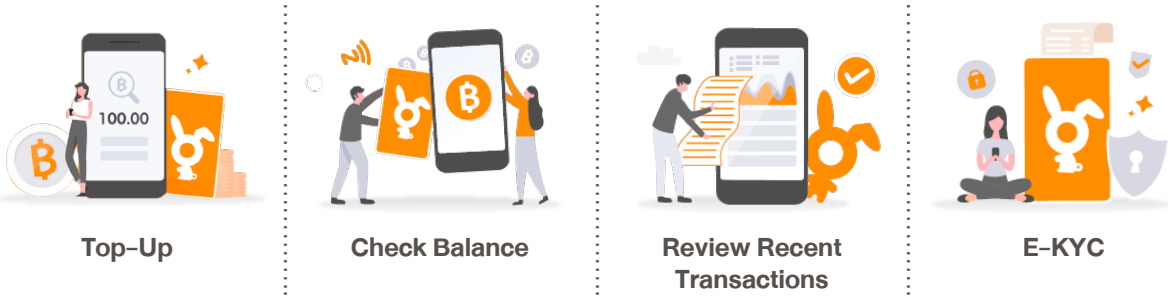 100.00
Top-Up
Check Balance
Review Recent
Transactions
E-KYC